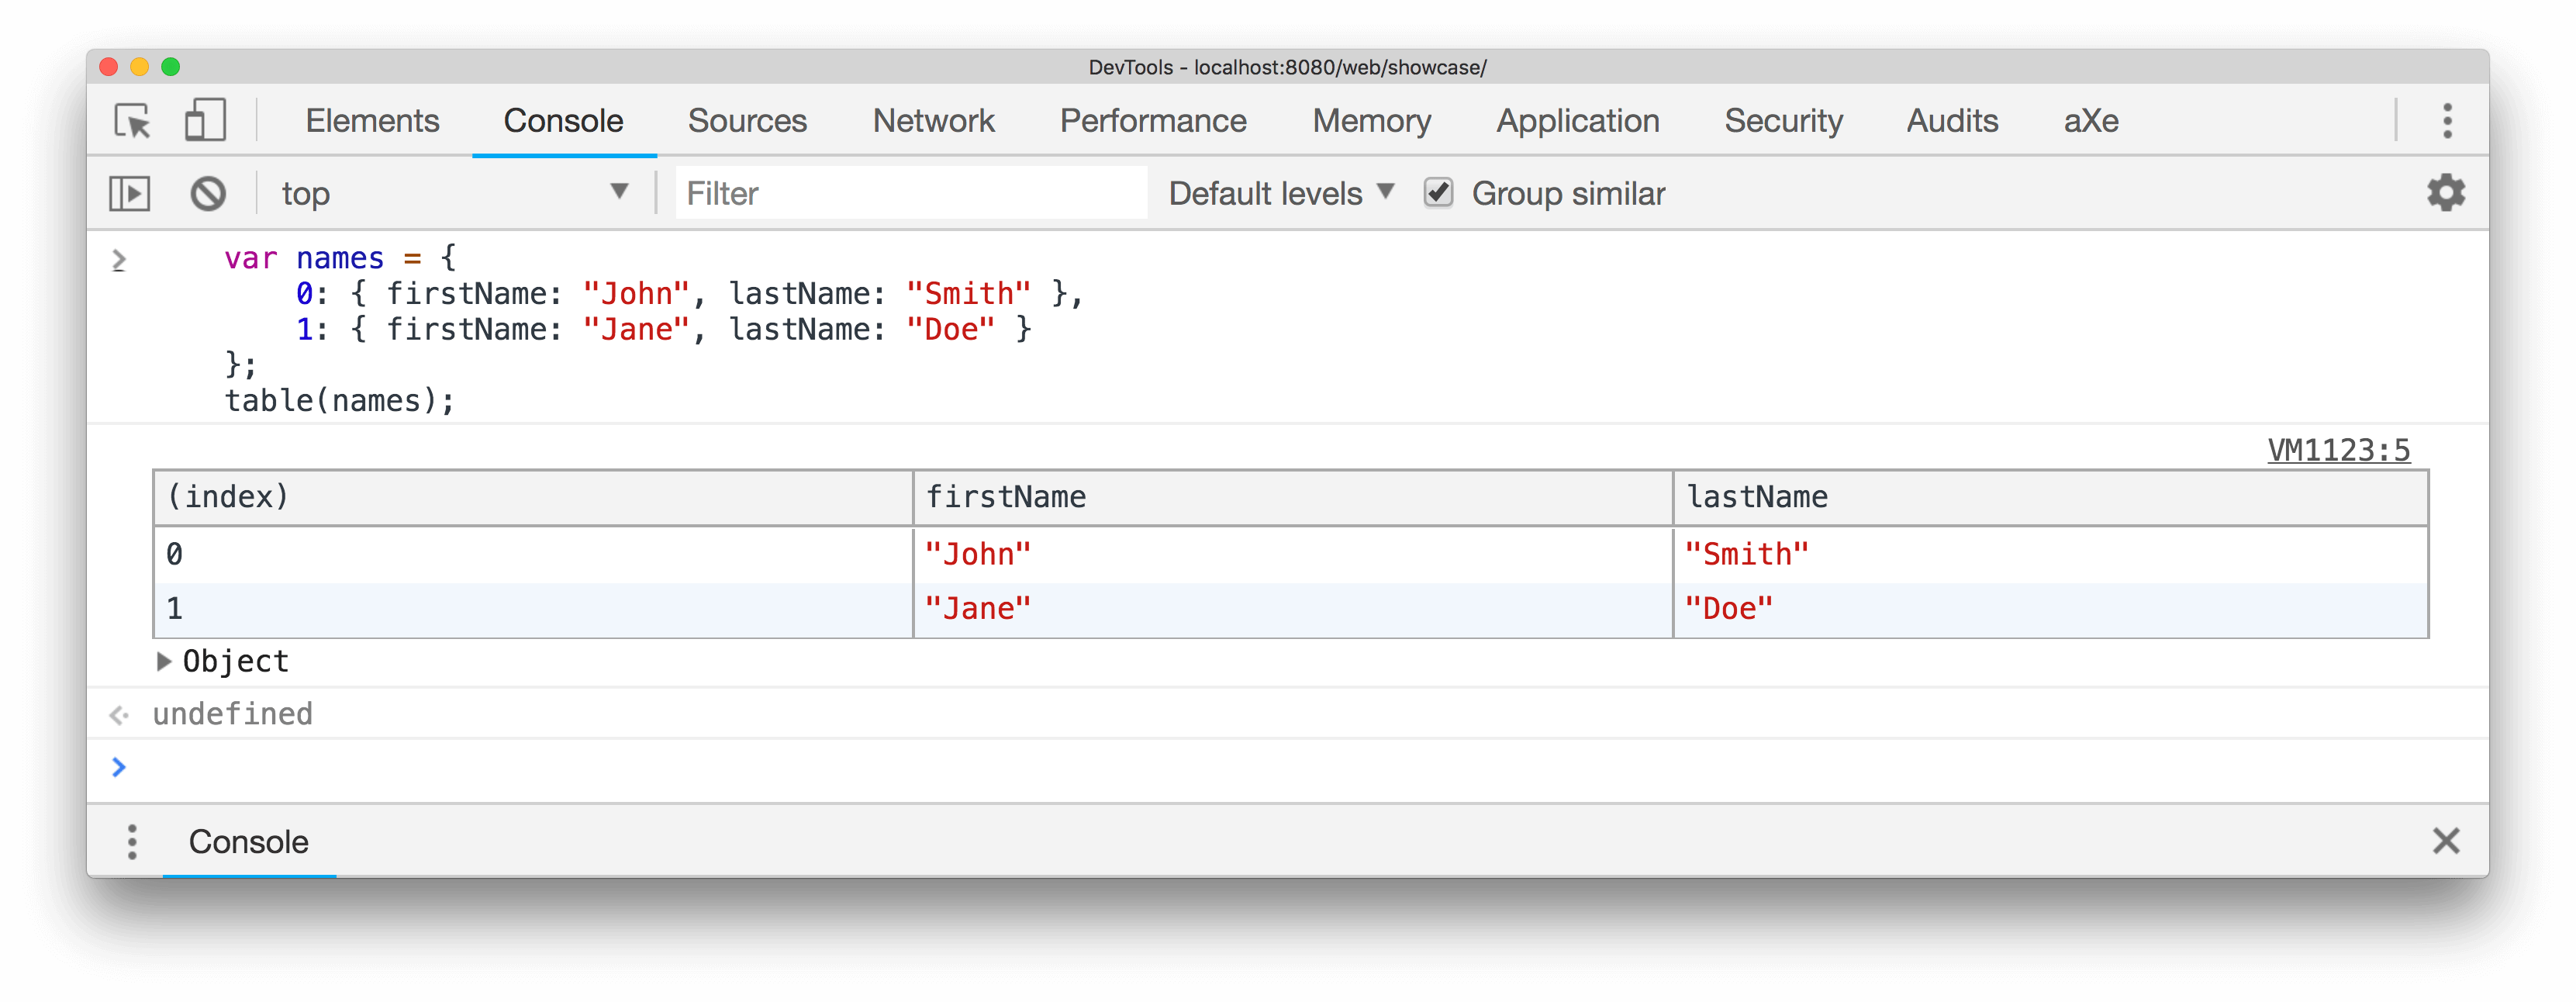 DevTools - localhost:8080/web/showcase/
Elements Console Sources Network Performance Memory Application Security Audits aXe
top Filter Default levels Group similar
var names = {
0: { firstName: "John", lastName: "Smith" },
1: { firstName: "Jane", lastName: "Doe" }
};
table(names);
VM1123:5
(index) firstName lastName
0 "John" "Smith"
1 "Jane" "Doe"
Object
undefined
Console